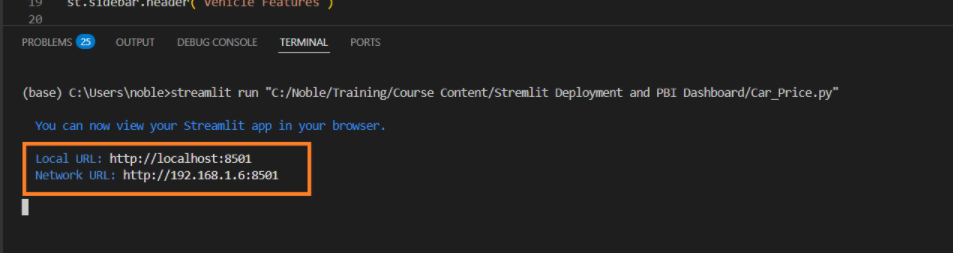 19 st.sidebar.header('Vehicle Features')
20
PROBLEMS 25 OUTPUT DEBUG CONSOLE TERMINAL PORTS
(base) C:\Users\noble>streamlit run "C:/Noble/Training/Course Content/Stremlit Deployment and PBI Dashboard/Car_Price.py"
You can now view your Streamlit app in your browser.
Local URL: http://localhost:8501
Network URL: http://192.168.1.6:8501